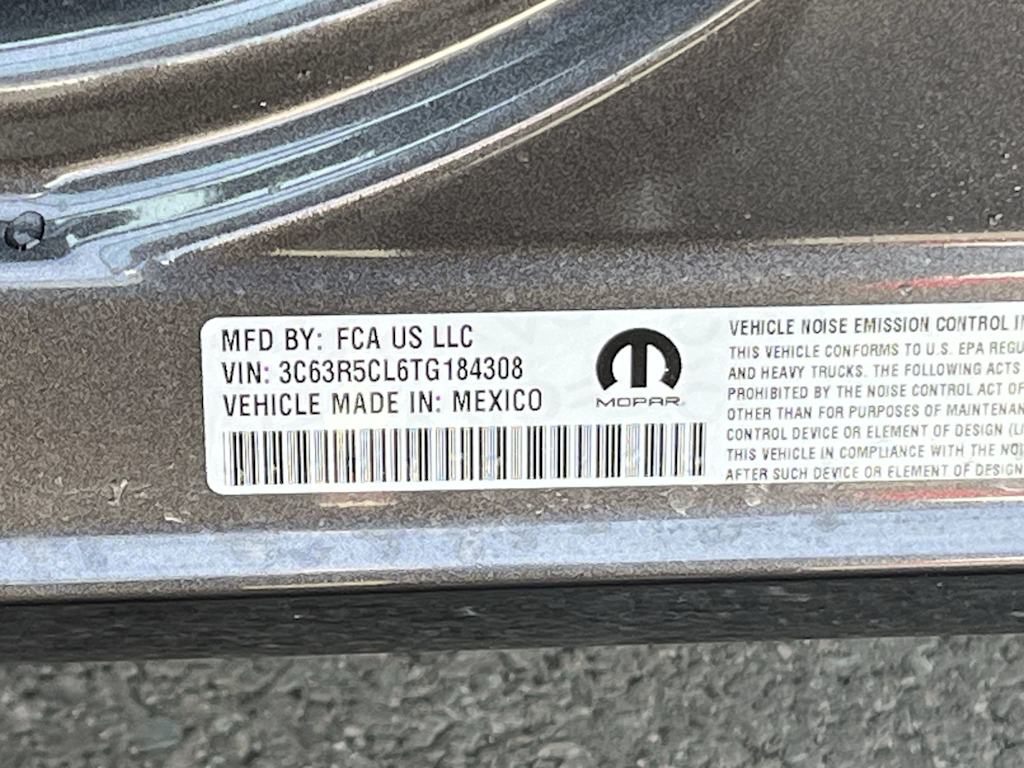 MFD BY: FCA US LLC
VIN: 3C63R5CL6TG184308
VEHICLE MADE IN: MEXICO
MOPAR
VEHICLE NOISE EMISSION CONTROL
THIS VEHICLE CONFORMS TO U.S. EPA REGU
AND HEAVY TRUCKS. THE FOLLOWING ACTS
PROHIBITED BY THE NOISE CONTROL ACT OF
OTHER THAN FOR PURPOSES OF MAINTENAN
CONTROL DEVICE OR ELEMENT OF DESIGN
THIS VEHICLE IN COMPLIANCE WITH THE NOI
AFTER SUCH DEVICE OR ELEMENT OF DESIGN